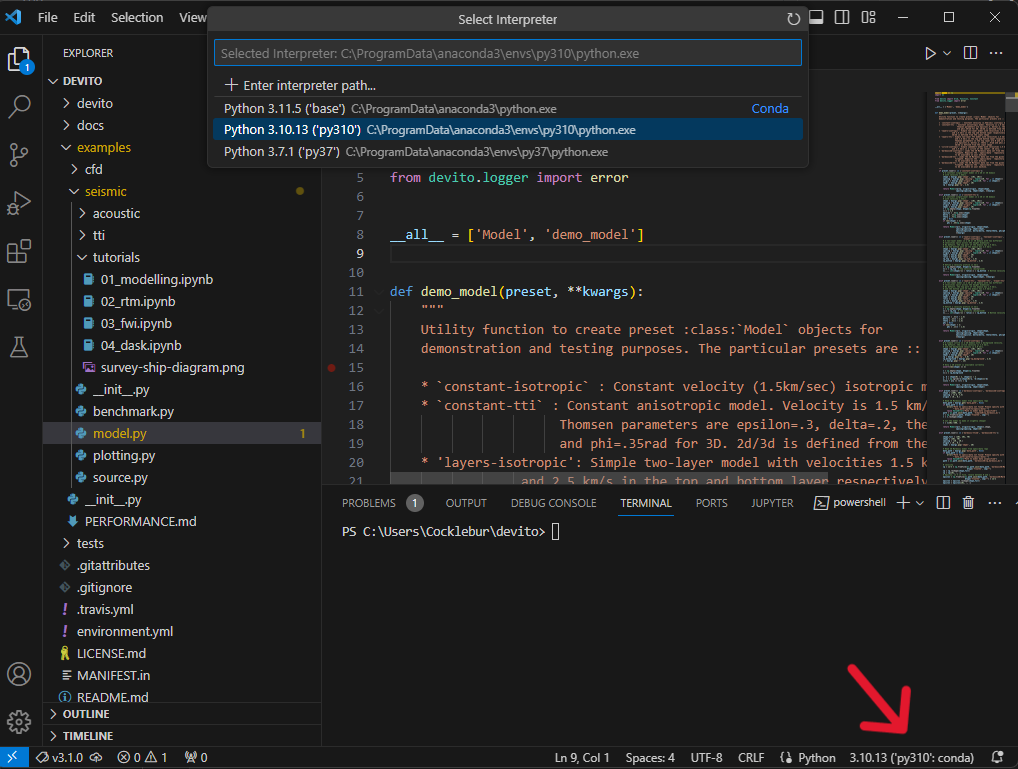 File Edit Selection View
Select Interpreter
Selected Interpreter: C:\ProgramData\anaconda3\envs\py310\python.exe
Enter interpreter path...
Python 3.11.5 ('base') C:\ProgramData\anaconda3\python.exe Conda
Python 3.10.13 ('py310') C:\ProgramData\anaconda3\envs\py310\python.exe
Python 3.7.1 ('py37') C:\ProgramData\anaconda3\envs\py37\python.exe
1
EXPLORER
DEVITO
devito
docs
examples
cfd
seismic
acoustic
tti
tutorials
01_modelling.ipynb
02_rtm.ipynb
03_fwi.ipynb
04_dask.ipynb
survey-ship-diagram.png
__init__.py
benchmark.py
model.py 1
plotting.py
source.py
__init__.py
PERFORMANCE.md
tests
.gitattributes
.gitignore
.travis.yml
environment.yml
LICENSE.md
MANIFEST.in
README.md
OUTLINE
TIMELINE
5 from devito.logger import error
6
7
8 __all__ = ['Model', 'demo_model']
9
10
11 def demo_model(preset, **kwargs):
12 """
13 Utility function to create preset :class:`Model` objects for
14 demonstration and testing purposes. The particular presets are ::
15
16 * `constant-isotropic` : Constant velocity (1.5km/sec) isotropic m
17 * `constant-tti` : Constant anisotropic model. Velocity is 1.5 km/
18 Thomsen parameters are epsilon=.3, delta=.2, the
19 and phi=.35rad for 3D. 2d/3d is defined from the
20 * 'layers-isotropic': Simple two-layer model with velocities 1.5 k
21 and 2.5 km/s in the top and bottom layer respectively
PROBLEMS 1 OUTPUT DEBUG CONSOLE TERMINAL PORTS JUPYTER powershell
PS C:\Users\Cocklebur\devito>
v3.1.0 0 1 0 Ln 9, Col 1 Spaces: 4 UTF-8 CRLF Python 3.10.13 ('py310': conda)